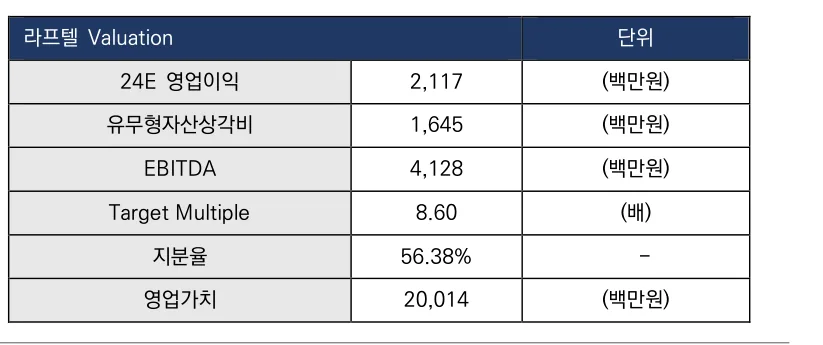 라프텔 Valuation 단위
24E 영업이익 2,117 (백만원)
유무형자산상각비 1,645 (백만원)
EBITDA 4,128 (백만원)
Target Multiple 8.60 (배)
지분율 56.38% -
영업가치 20,014 (백만원)